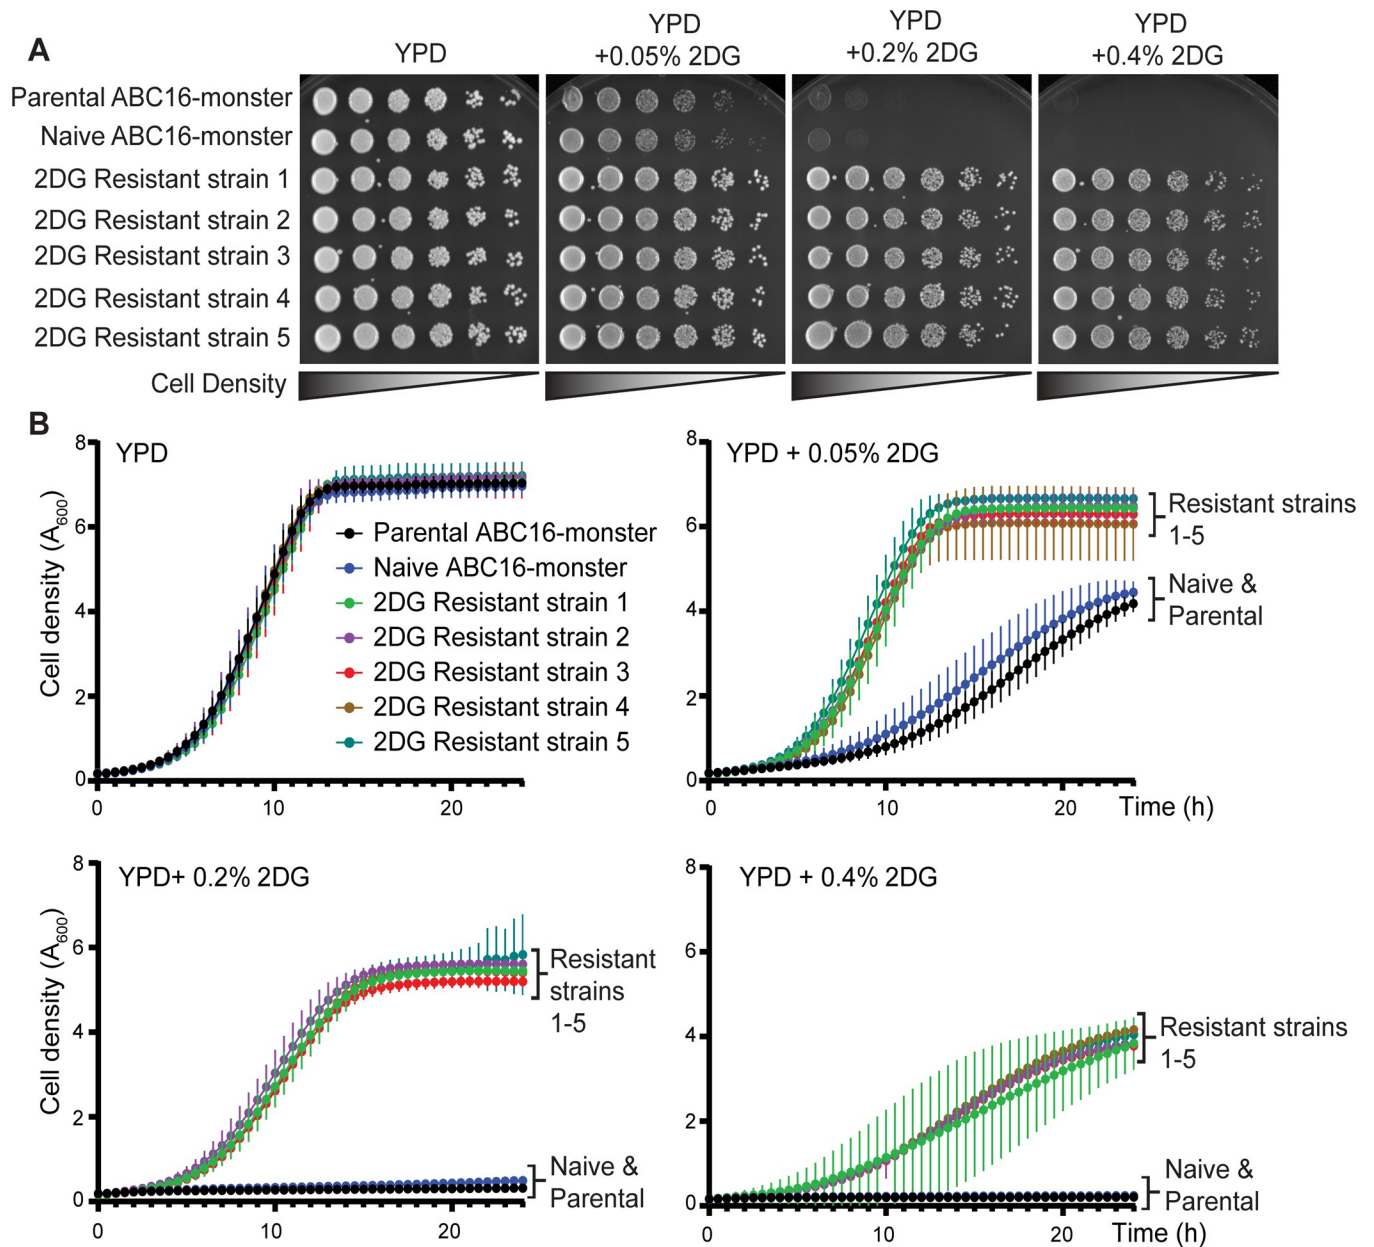 A
YPD
YPD
+0.05% 2DG
YPD
+0.2% 2DG
YPD
+0.4% 2DG
Parental ABC16-monster
Naive ABC16-monster
2DG Resistant strain 1
2DG Resistant strain 2
2DG Resistant strain 3
2DG Resistant strain 4
2DG Resistant strain 5
Cell Density
B
YPD
Cell density (A600)
8
6
4
2
0
0
10
20
Parental ABC16-monster
Naive ABC16-monster
2DG Resistant strain 1
2DG Resistant strain 2
2DG Resistant strain 3
2DG Resistant strain 4
2DG Resistant strain 5
YPD + 0.05% 2DG
8
6
4
2
0
0
10
20
Time (h)
Resistant strains
1-5
Naive &
Parental
YPD+ 0.2% 2DG
Cell density (A600)
8
6
4
2
0
0
10
20
Resistant
strains
1-5
Naive &
Parental
YPD + 0.4% 2DG
8
6
4
2
0
0
10
20
Time (h)
Resistant strains
1-5
Naive &
Parental